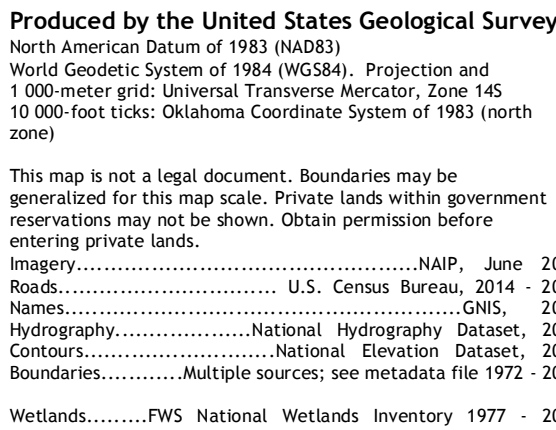 Produced by the United States Geological Survey
North American Datum of 1983 (NAD83)
World Geodetic System of 1984 (WGS84). Projection and
1 000-meter grid: Universal Transverse Mercator, Zone 14S
10 000-foot ticks: Oklahoma Coordinate System of 1983 (north
zone)
This map is not a legal document. Boundaries may be
generalized for this map scale. Private lands within government
reservations may not be shown. Obtain permission before
entering private lands.
Imagery..................................................NAIP, June
Roads................................ U.S. Census Bureau, 2014 -
Names..........................................................GNIS,
Hydrography....................National Hydrography Dataset,
Contours............................National Elevation Dataset,
Boundaries............Multiple sources; see metadata file 1972 -
Wetlands.........FWS National Wetlands Inventory 1977 -